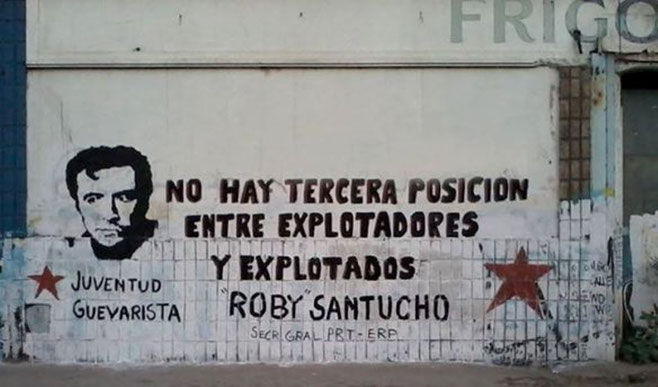 FRIGO
NO HAY TERCERA POSICION
ENTRE EXPLOTADORES
Y EXPLOTADOS
"ROBY" SANTUCHO
SECR GRAL PRT-ERP
JUVENTUD
GUEVARISTA